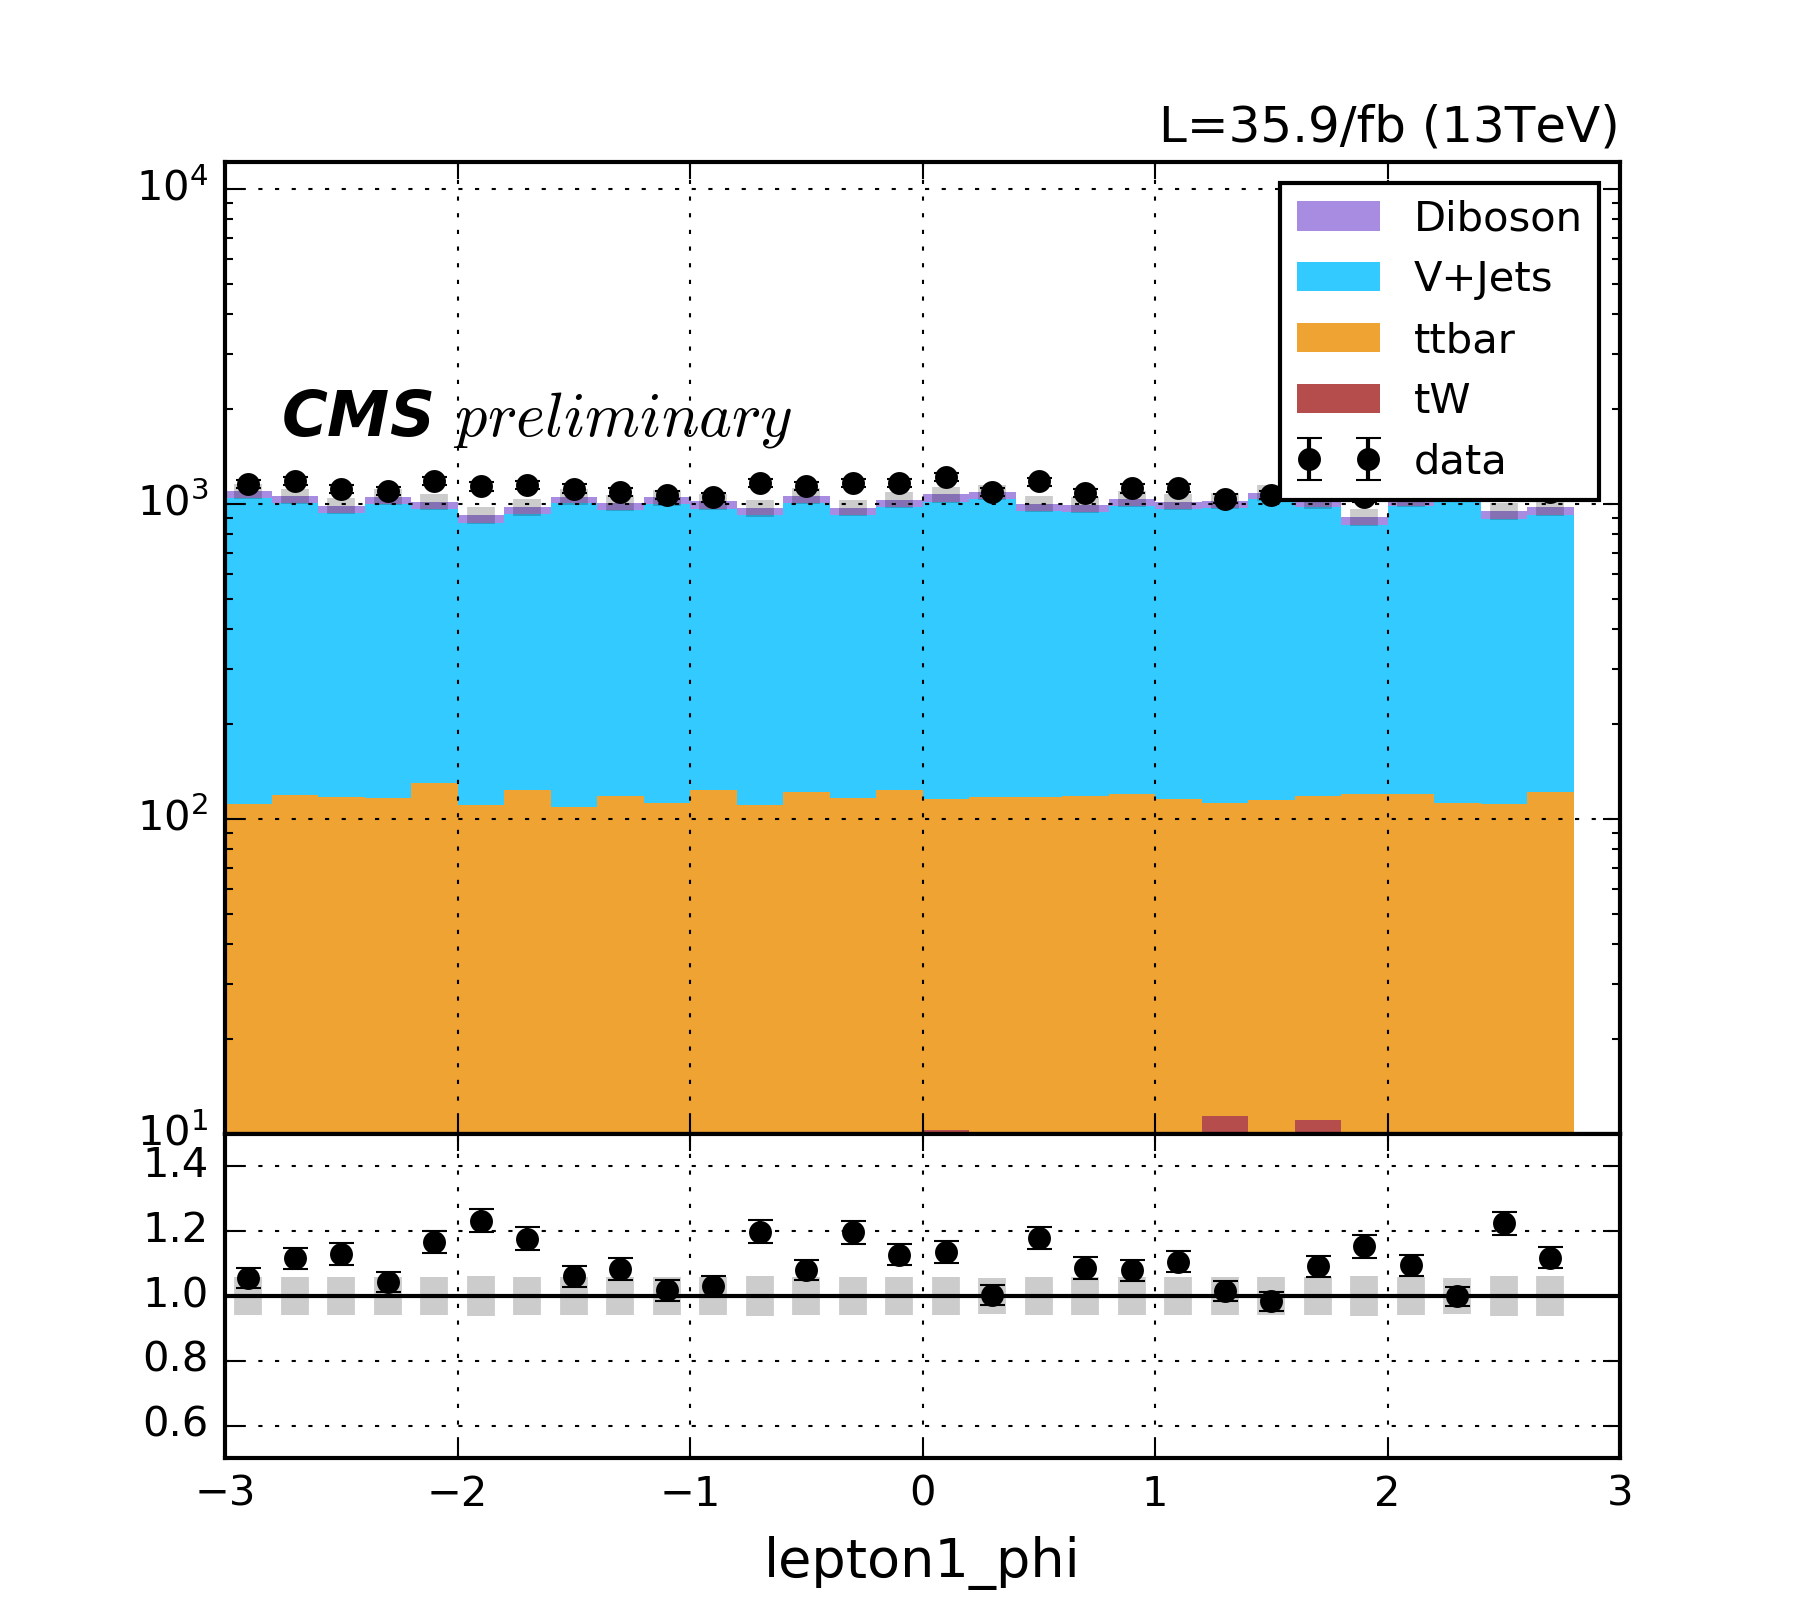 L=35.9/fb (13TeV)
10⁴
Diboson
V+Jets
ttbar
tW
data
CMS preliminary
10³
10²
10¹
1.4
1.2
1.0
0.8
0.6
−3 −2 −1 0 1 2 3
lepton1_phi